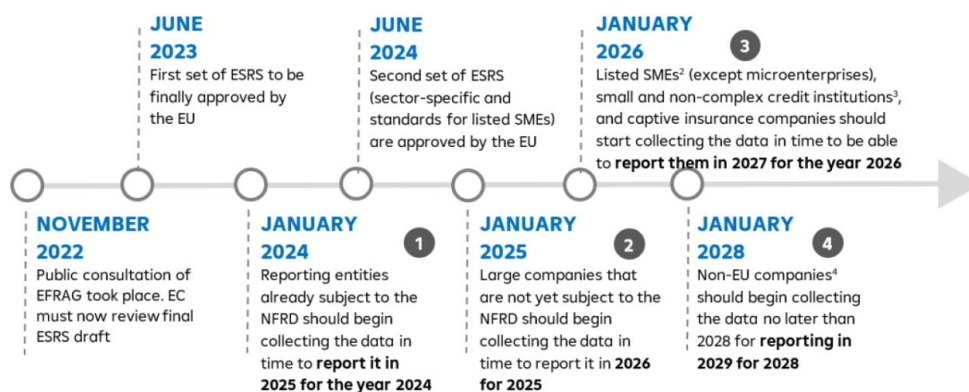 JUNE
2023
First set of ESRS to be
finally approved by
the EU
JUNE
2024
Second set of ESRS
(sector-specific and
standards for listed SMEs)
are approved by the EU
JANUARY
2026
3
Listed SMEs² (except microenterprises),
small and non-complex credit institutions³,
and captive insurance companies should
start collecting the data in time to be able
to report them in 2027 for the year 2026
NOVEMBER
2022
Public consultation of
EFRAG took place. EC
must now review final
ESRS draft
JANUARY
2024
1
Reporting entities
already subject to the
NFRD should begin
collecting the data in
time to report it in
2025 for the year 2024
JANUARY
2025
2
Large companies that
are not yet subject to the
NFRD should begin
collecting the data in
time to report it in 2026
for 2025
JANUARY
2028
4
Non-EU companies⁴
should begin collecting
the data no later than
2028 for reporting in
2029 for 2028